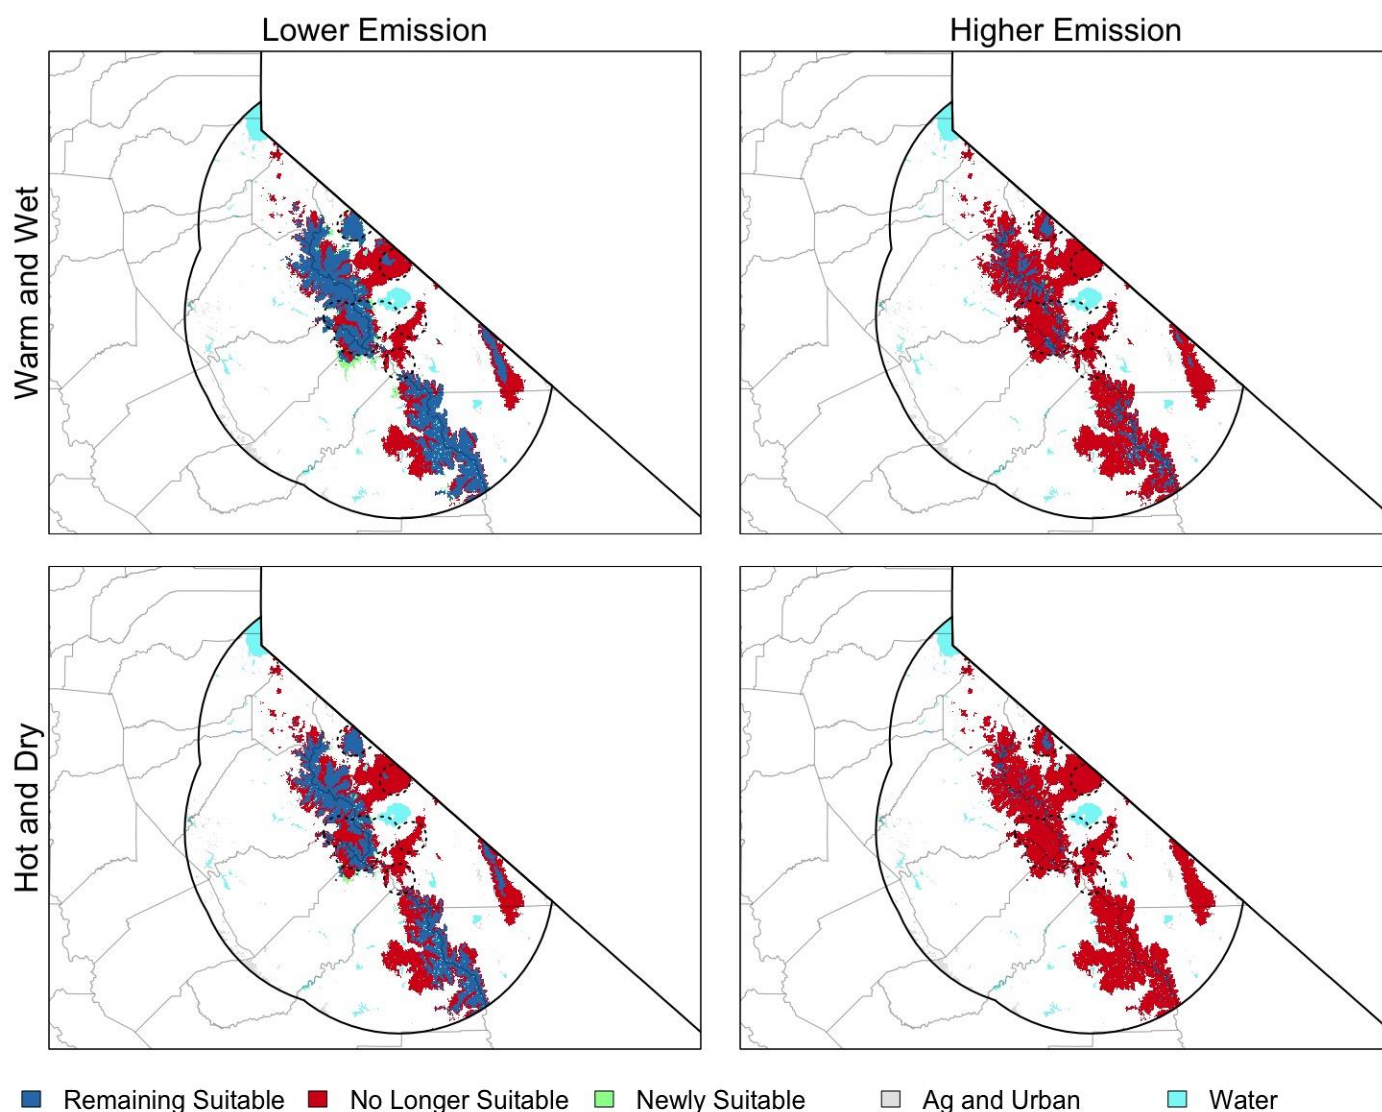 Lower Emission
Higher Emission
Warm and Wet
Hot and Dry
Remaining Suitable
No Longer Suitable
Newly Suitable
Ag and Urban
Water